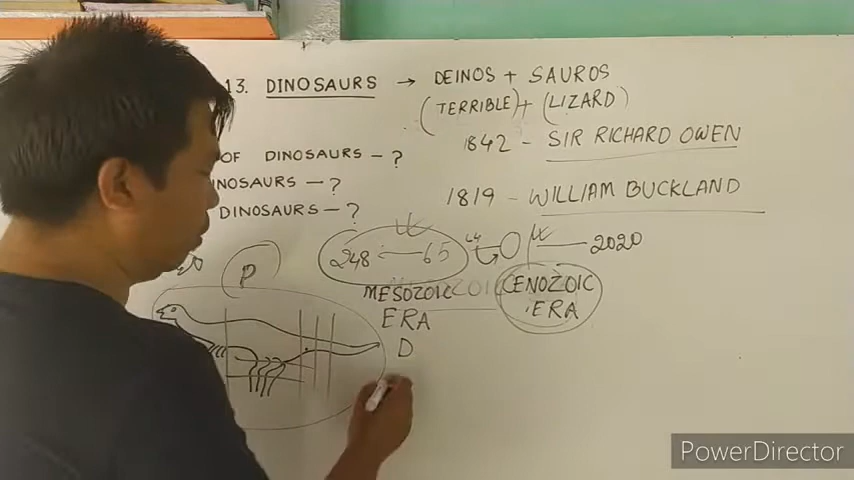 13. DINOSAURS → DEINOS + SAUROS
(TERRIBLE) + (LIZARD)
1842 - SIR RICHARD OWEN
OF DINOSAURS - ?
INOSAURS - ?
1819 - WILLIAM BUCKLAND
DINOSAURS - ?
248 65 0 2020
P
MESOZOIC CENOZOIC
ERA ERA
D
PowerDirector